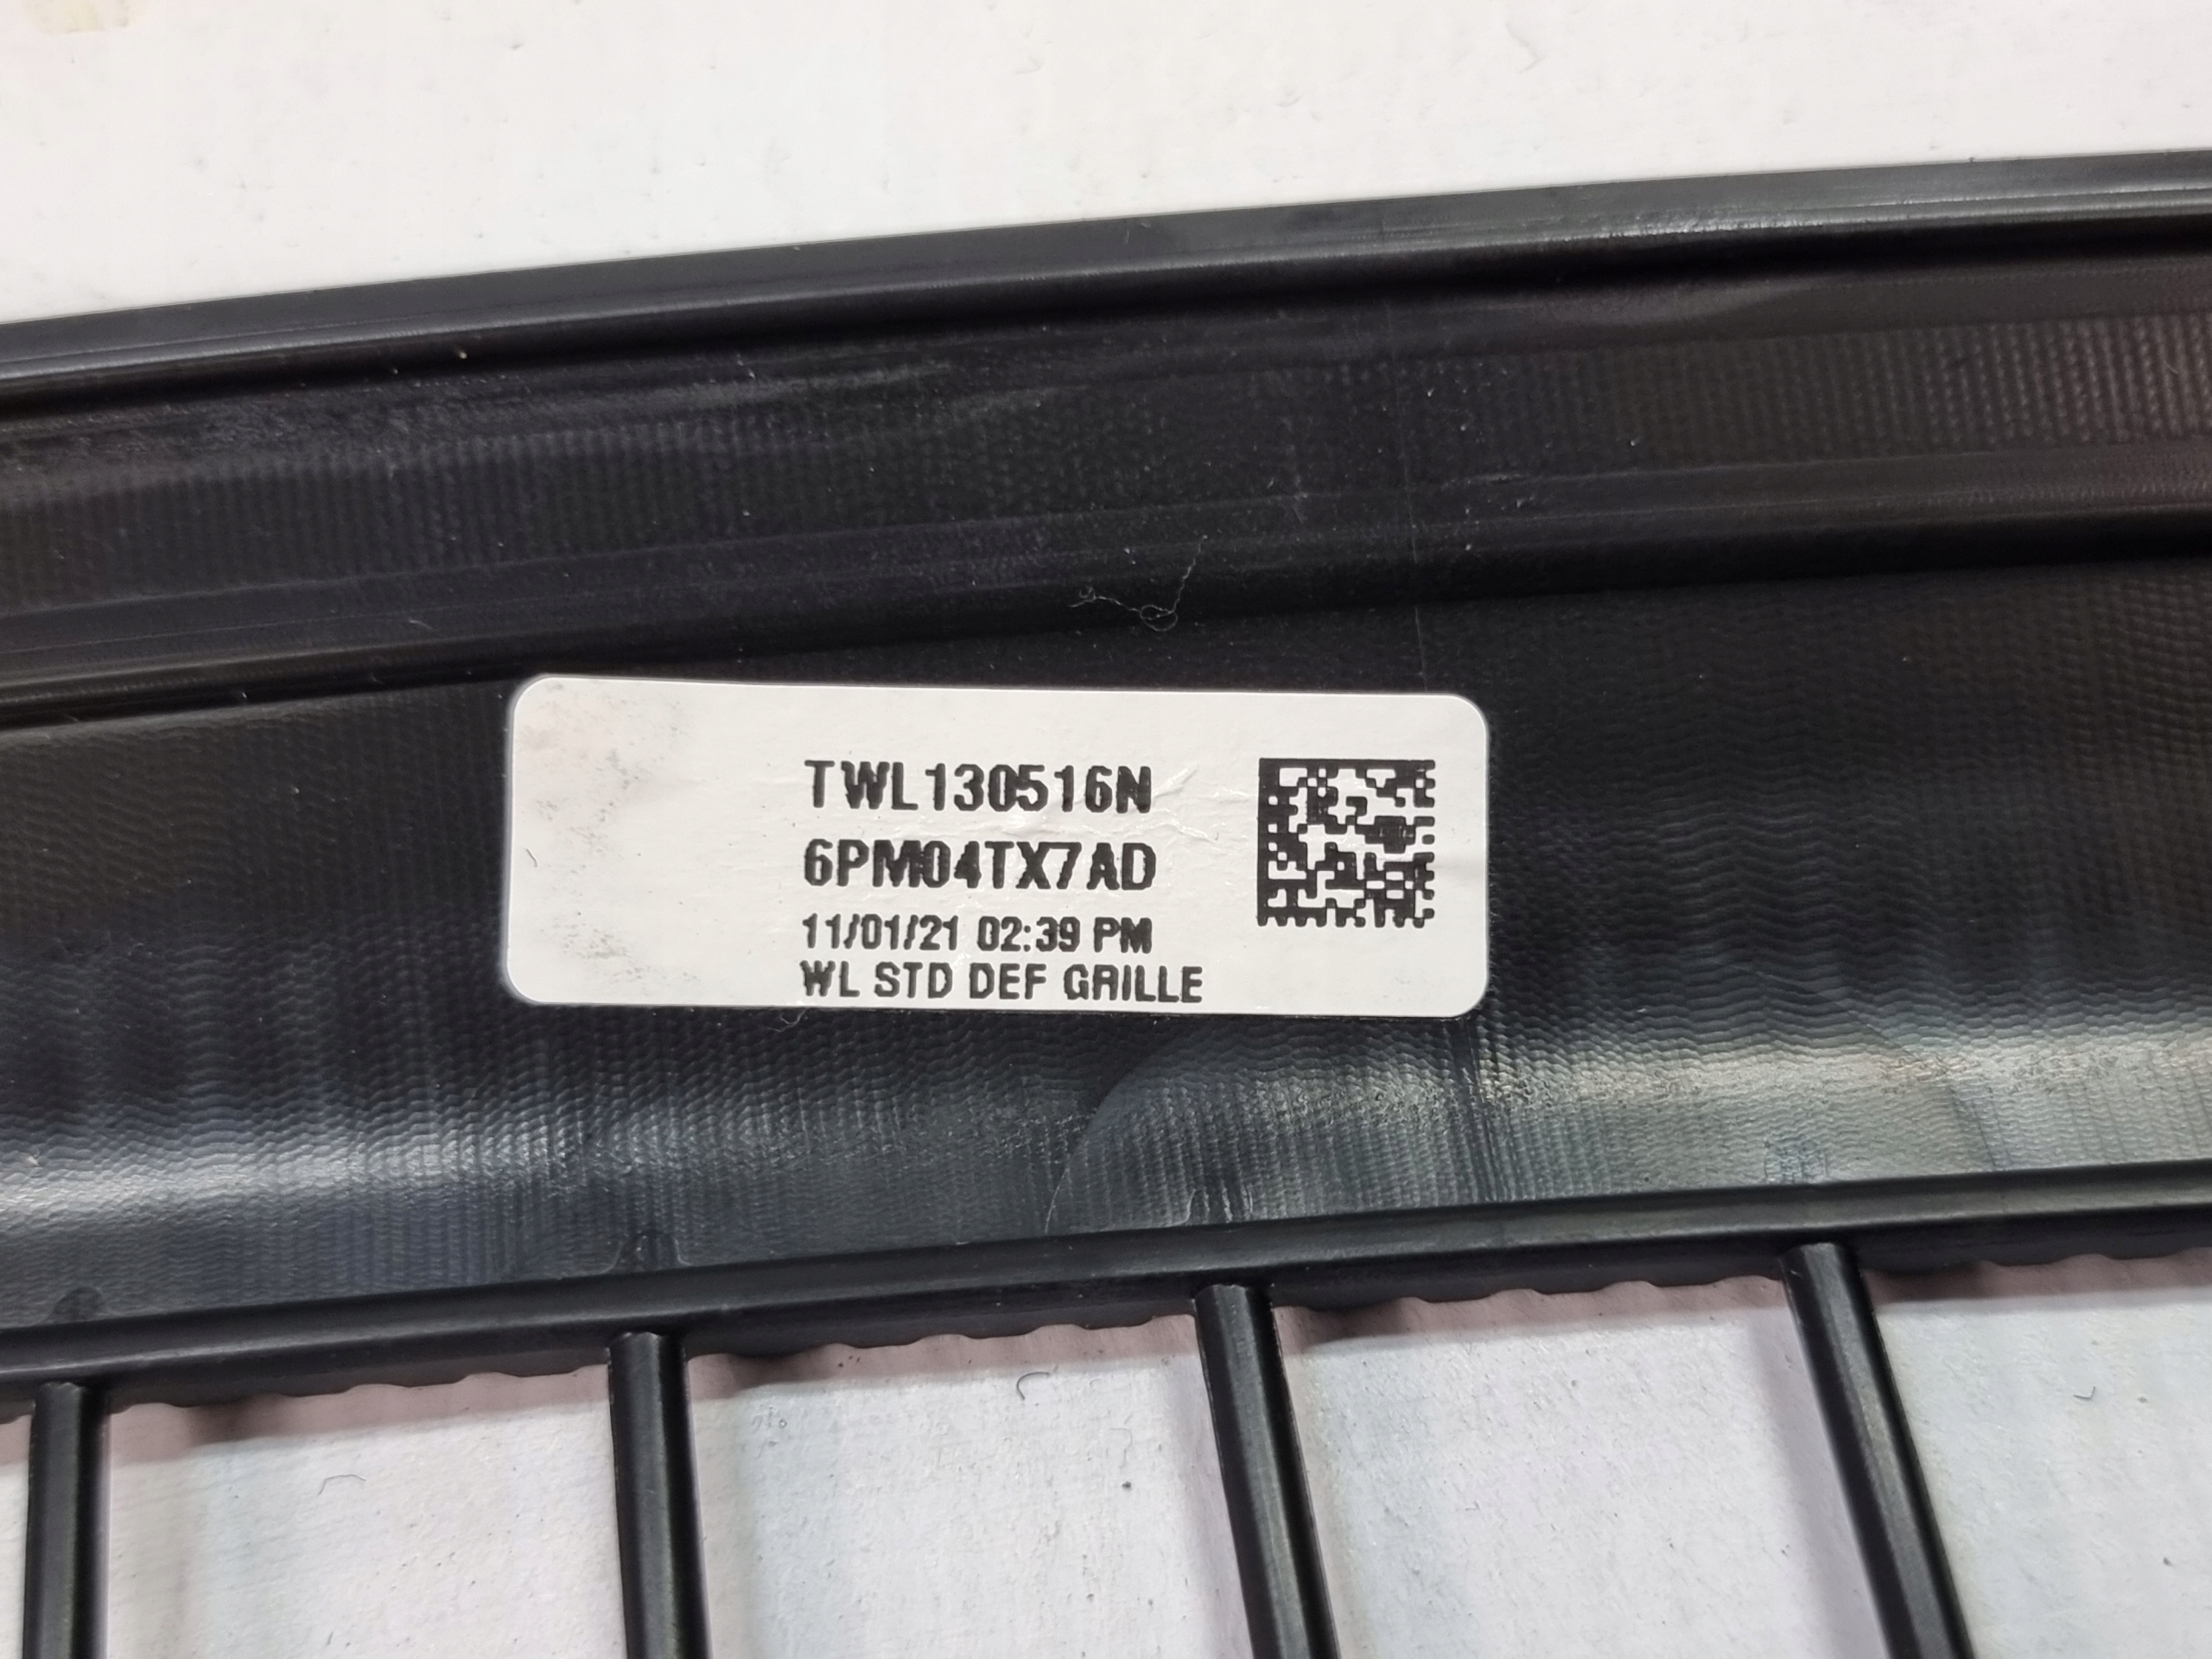 TWL130516N
6PM04TX7AD
11/01/21 02:39 PM
WL STD DEF GRILLE